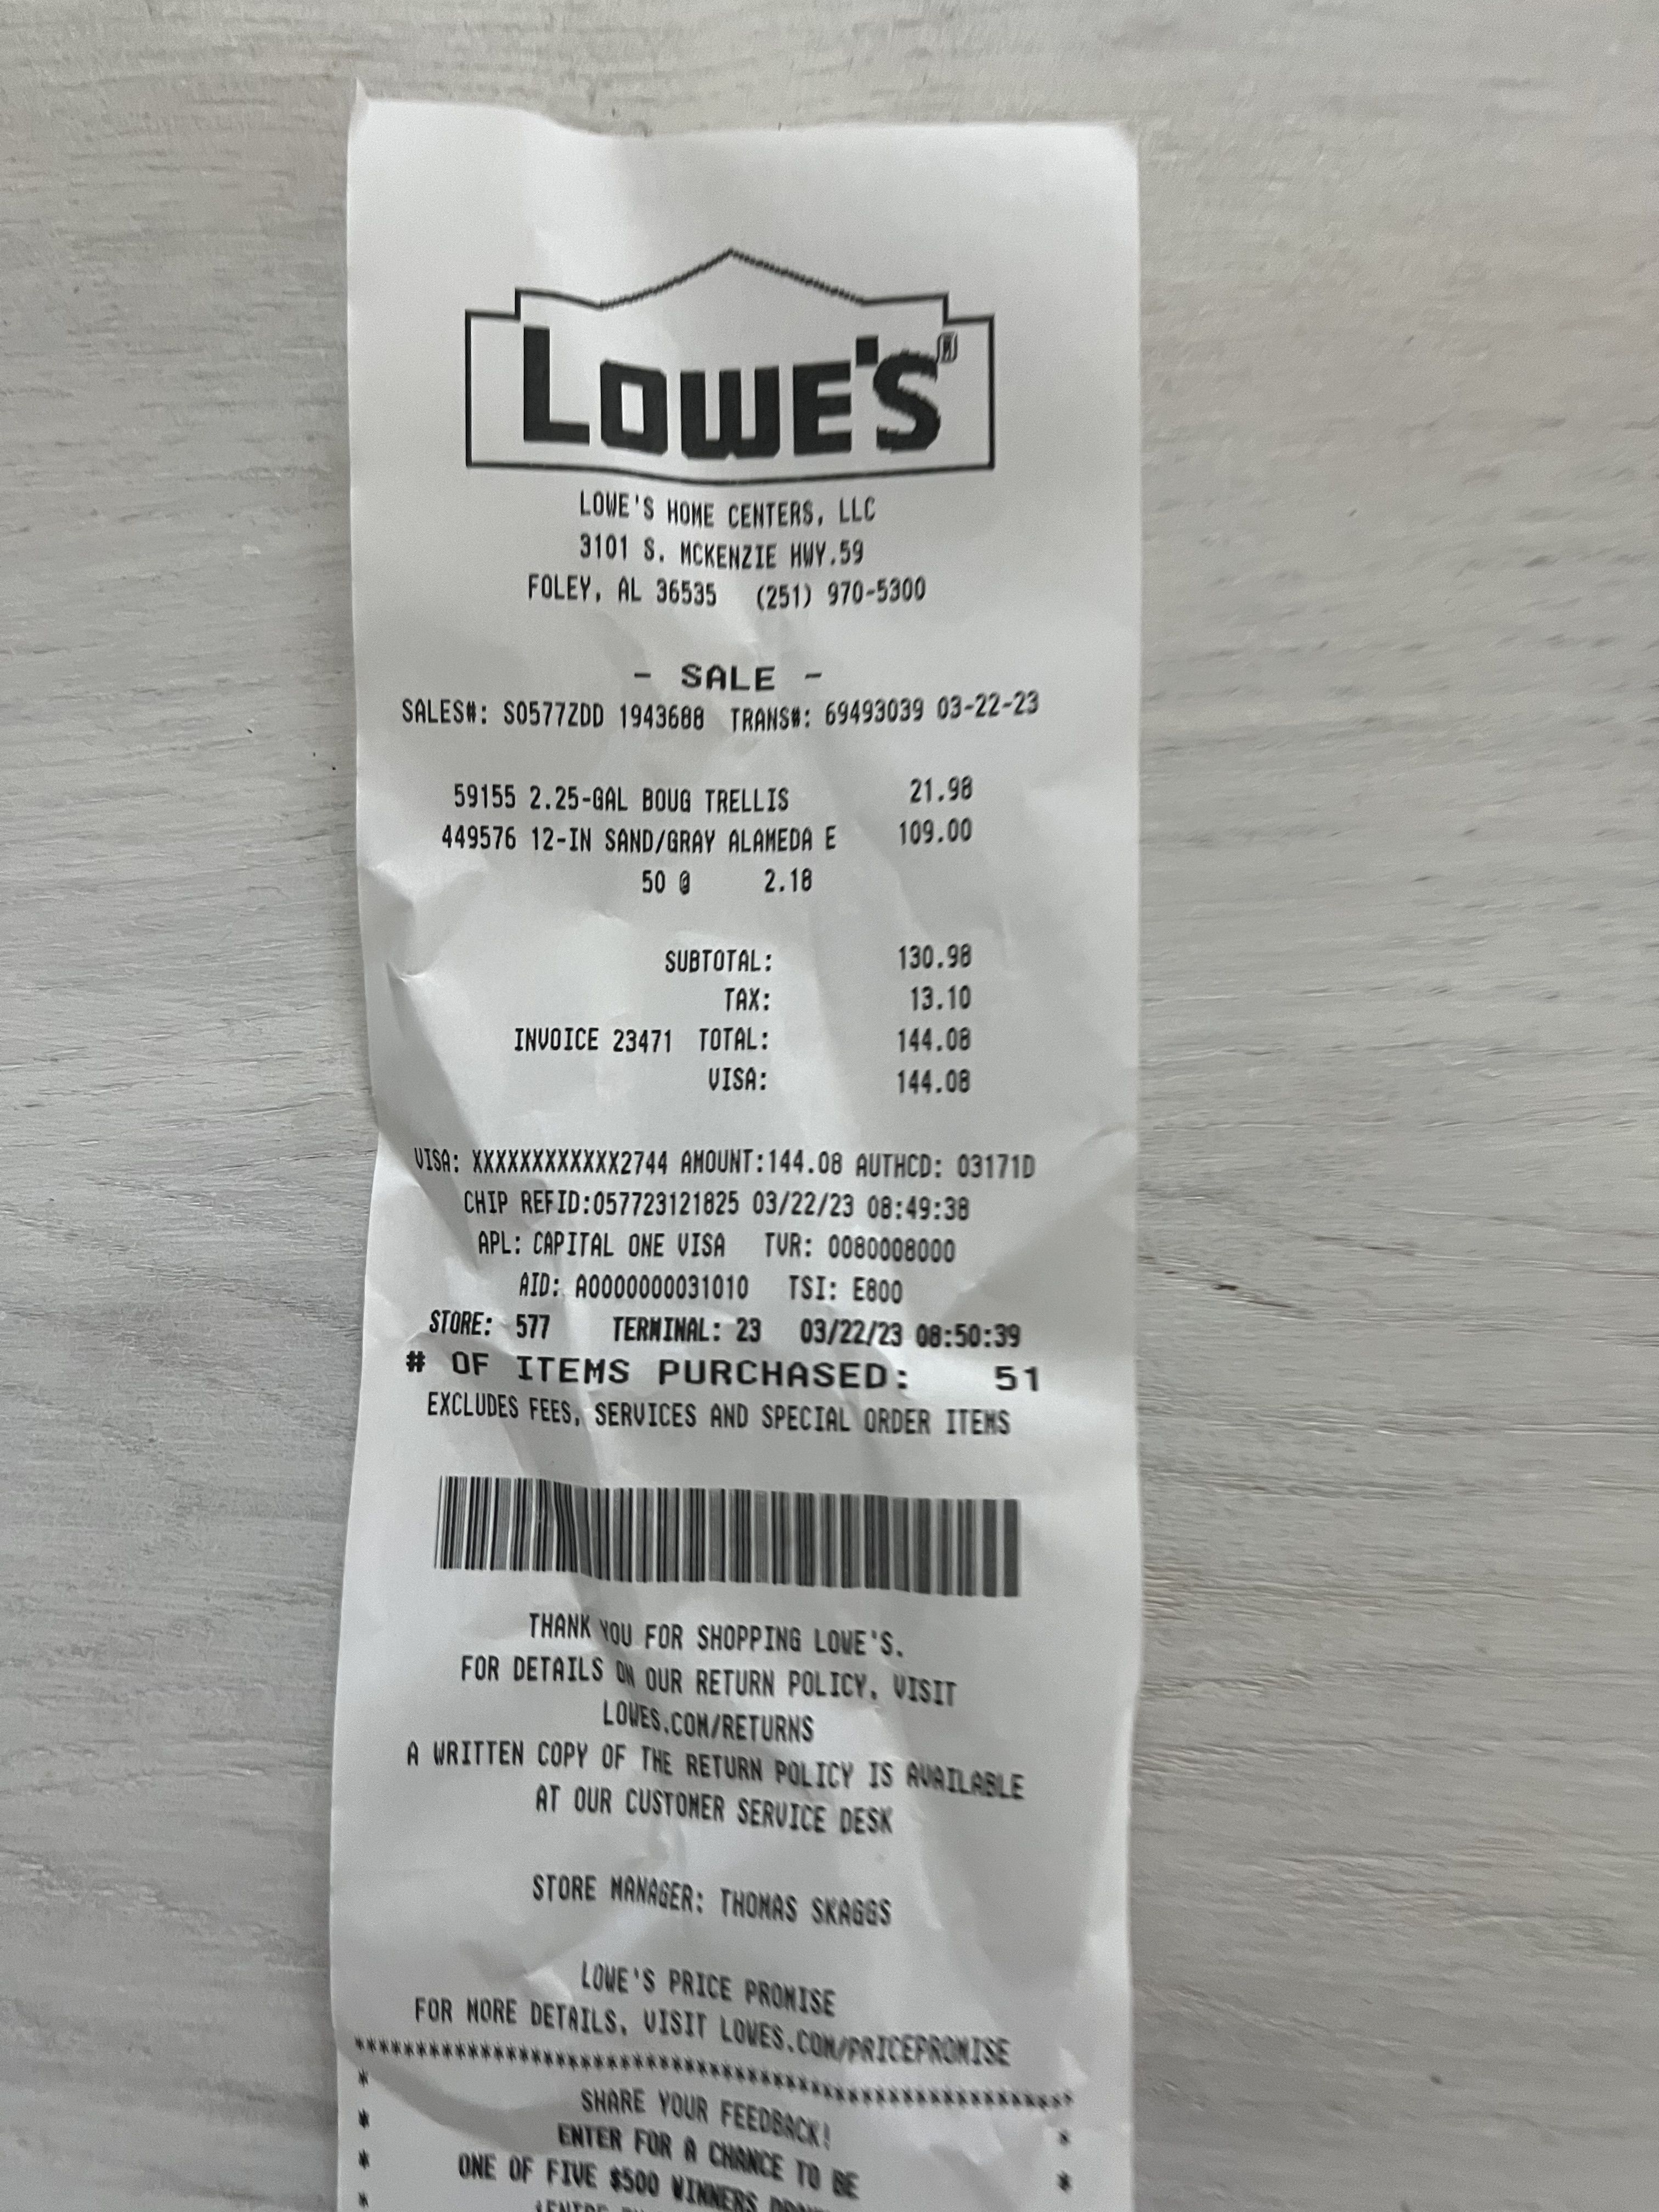 LOWE'S®
LOWE'S HOME CENTERS, LLC
3101 S. MCKENZIE HWY.59
FOLEY, AL 36535 (251) 970-5300
- SALE -
SALES#: S0577ZDD 1943688 TRANS#: 69493039 03-22-23
59155 2.25-GAL BOUG TRELLIS 21.98
449576 12-IN SAND/GRAY ALAMEDA E 109.00
50 @ 2.18
SUBTOTAL: 130.98
TAX: 13.10
INVOICE 23471 TOTAL: 144.08
VISA: 144.08
VISA: XXXXXXXXXXXX2744 AMOUNT:144.08 AUTHCD: 03171D
CHIP REFID:057723121825 03/22/23 08:49:38
APL: CAPITAL ONE VISA TVR: 0080008000
AID: A0000000031010 TSI: E800
STORE: 577 TERMINAL: 23 03/22/23 08:50:39
# OF ITEMS PURCHASED: 51
EXCLUDES FEES, SERVICES AND SPECIAL ORDER ITEMS
THANK YOU FOR SHOPPING LOWE'S.
FOR DETAILS ON OUR RETURN POLICY, VISIT
LOWES.COM/RETURNS
A WRITTEN COPY OF THE RETURN POLICY IS AVAILABLE
AT OUR CUSTOMER SERVICE DESK
STORE MANAGER: THOMAS SKAGGS
LOWE'S PRICE PROMISE
FOR MORE DETAILS, VISIT LOWES.COM/PRICEPROMISE
************************************************
* SHARE YOUR FEEDBACK! *
* ENTER FOR A CHANCE TO BE *
* ONE OF FIVE $500 WINNERS
*